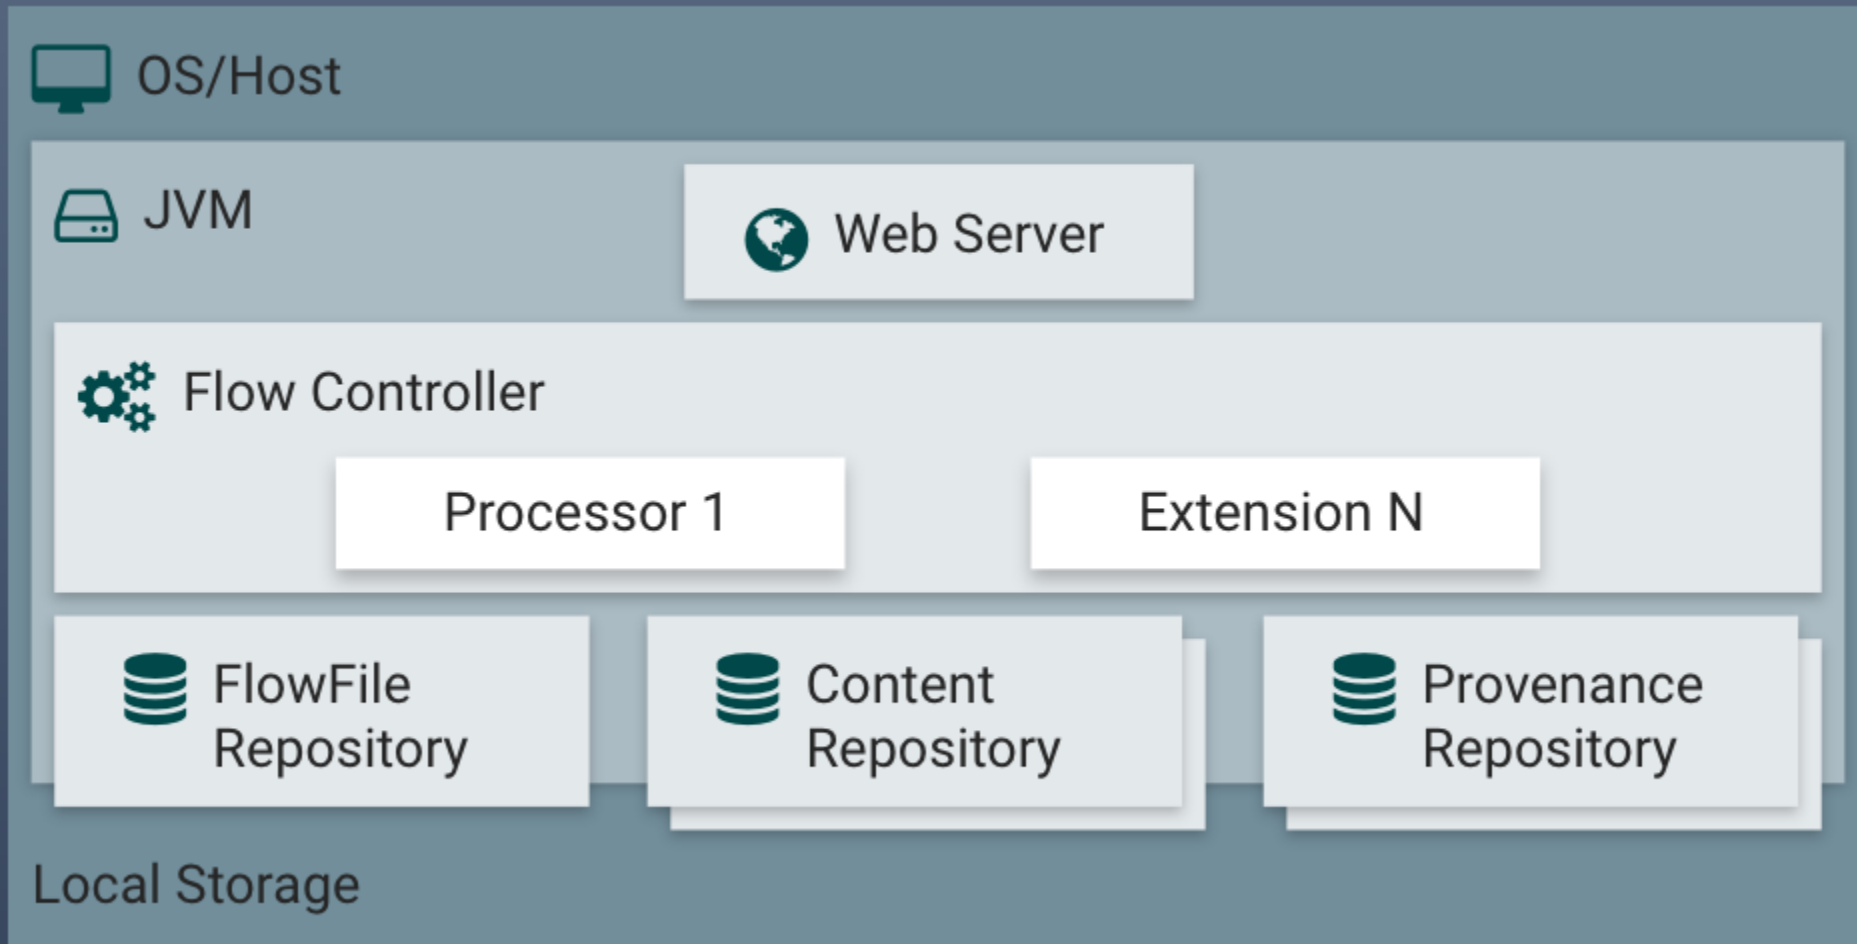 OS/Host
JVM
Web Server
Flow Controller
Processor 1
Extension N
FlowFile
Repository
Content
Repository
Provenance
Repository
Local Storage